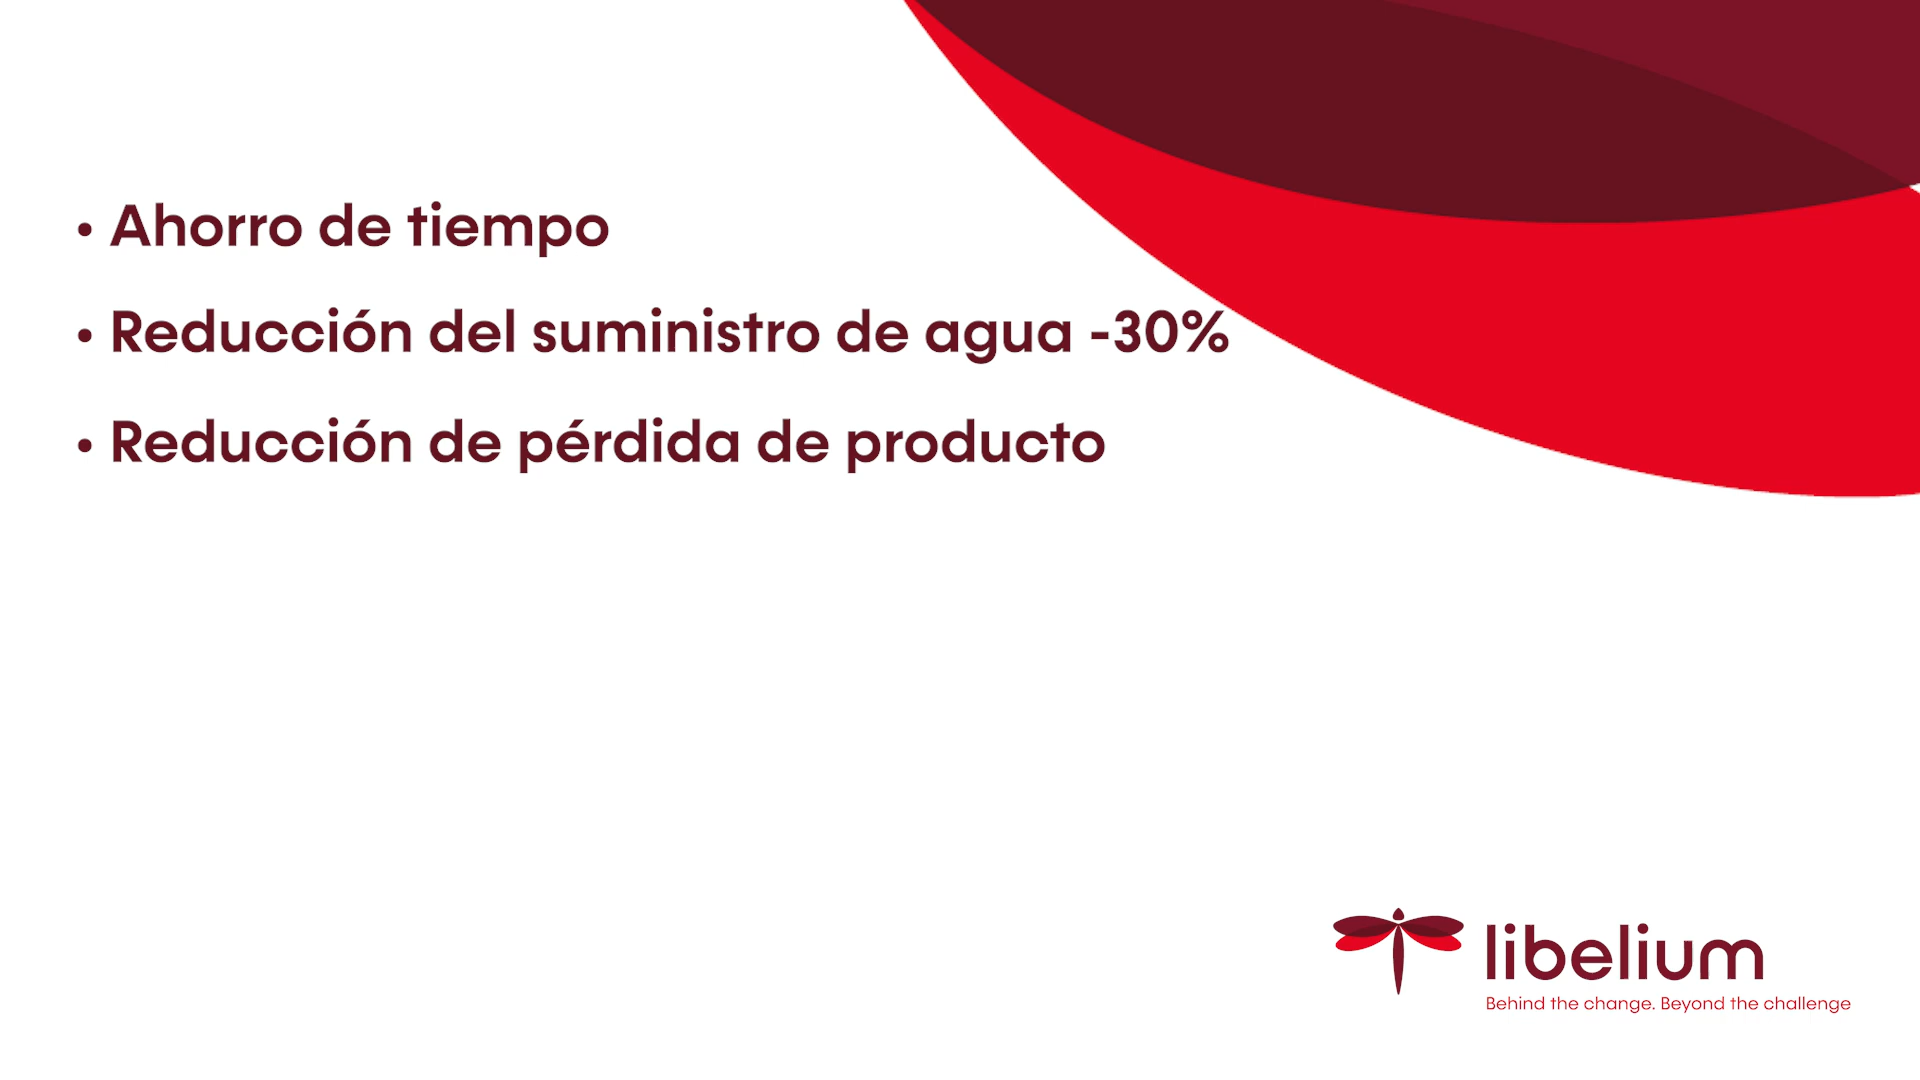 • Ahorro de tiempo
• Reducción del suministro de agua -30%
• Reducción de pérdida de producto
libelium
Behind the change. Beyond the challenge